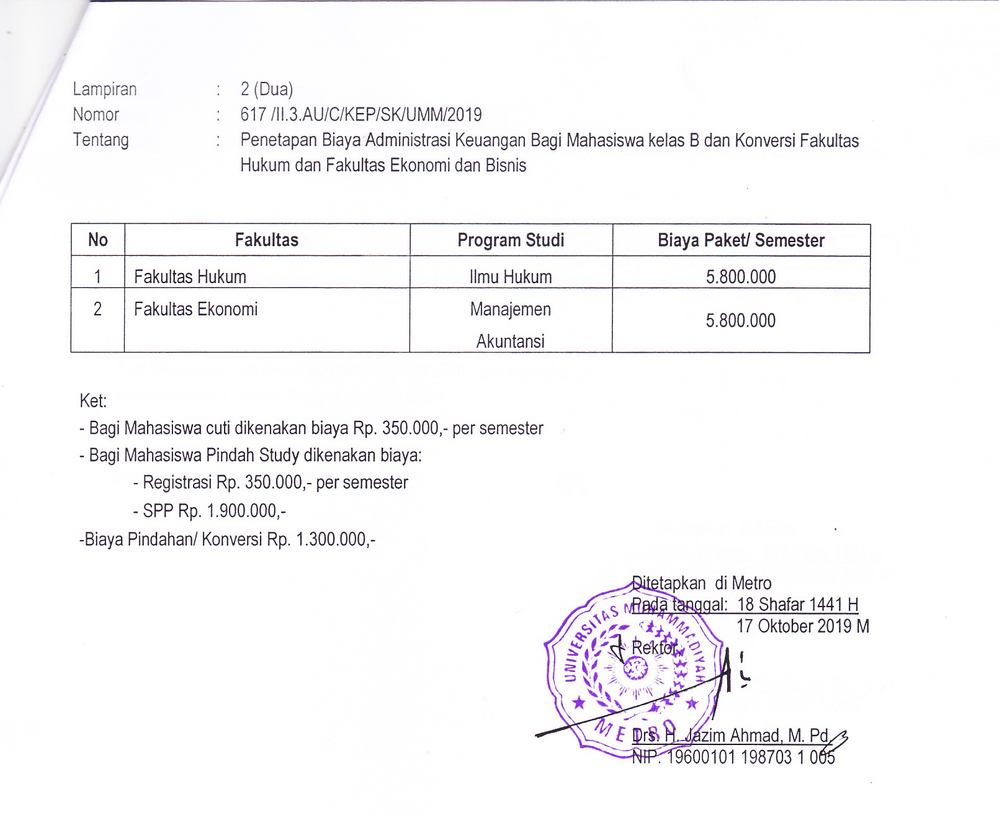 Lampiran : 2 (Dua)
Nomor : 617 /II.3.AU/C/KEP/SK/UMM/2019
Tentang : Penetapan Biaya Administrasi Keuangan Bagi Mahasiswa kelas B dan Konversi Fakultas
Hukum dan Fakultas Ekonomi dan Bisnis
No Fakultas Program Studi Biaya Paket/ Semester
1 Fakultas Hukum Ilmu Hukum 5.800.000
2 Fakultas Ekonomi Manajemen 5.800.000
Akuntansi
Ket:
- Bagi Mahasiswa cuti dikenakan biaya Rp. 350.000,- per semester
- Bagi Mahasiswa Pindah Study dikenakan biaya:
- Registrasi Rp. 350.000,- per semester
- SPP Rp. 1.900.000,-
-Biaya Pindahan/ Konversi Rp. 1.300.000,-
Ditetapkan di Metro
Pada tanggal: 18 Shafar 1441 H
17 Oktober 2019 M
Rektor,
UNIVERSITAS MUHAMMADIYAH
METRO
Drs. H. Jazim Ahmad, M. Pd.
NIP. 19600101 198703 1 005